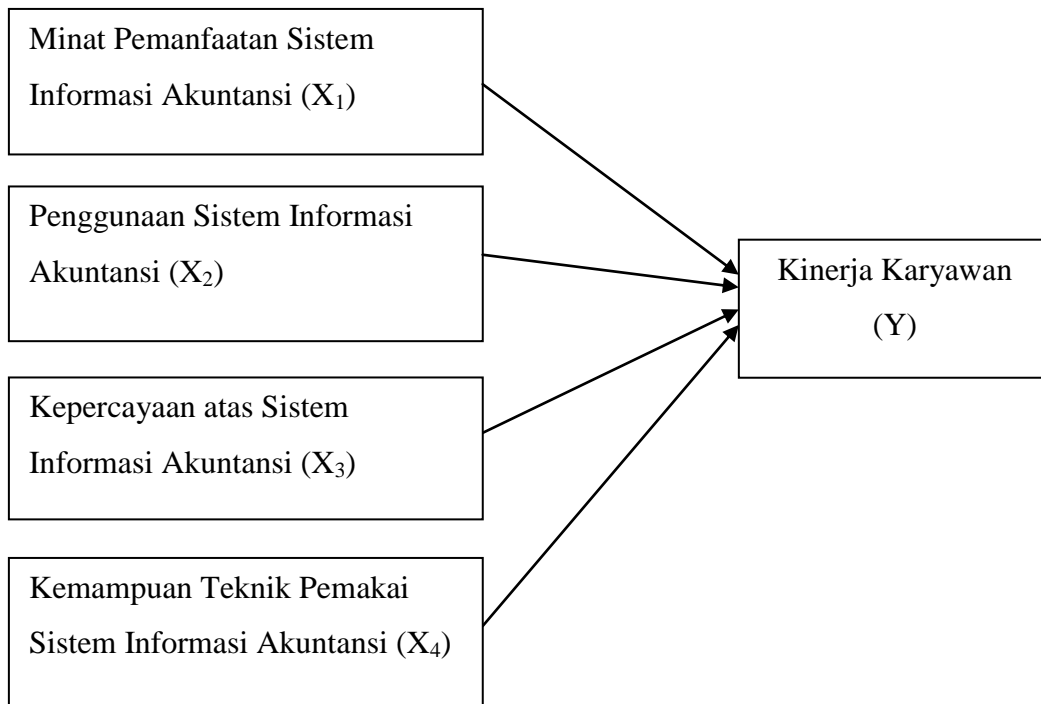 Minat Pemanfaatan Sistem
Informasi Akuntansi (X₁)
Penggunaan Sistem Informasi
Akuntansi (X₂)
Kepercayaan atas Sistem
Informasi Akuntansi (X₃)
Kemampuan Teknik Pemakai
Sistem Informasi Akuntansi (X₄)
Kinerja Karyawan
(Y)